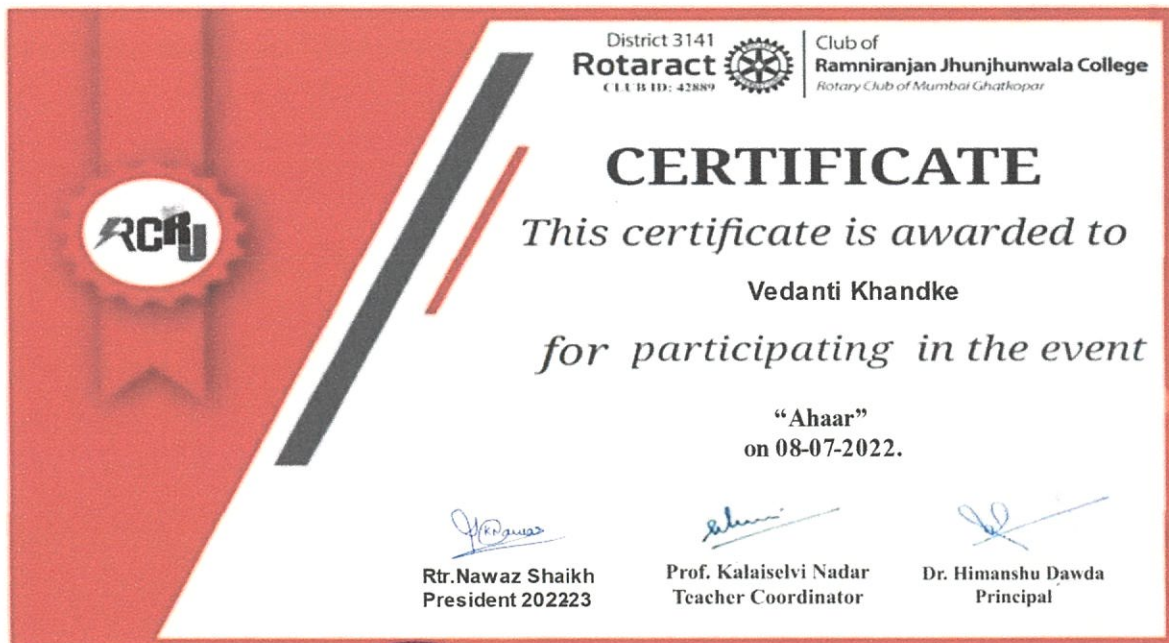 District 3141
Rotaract
CLUB ID: 42889
Club of
Ramniranjan Jhunjhunwala College
Rotary Club of Mumbai Ghatkopar
CERTIFICATE
RCRJ
This certificate is awarded to
Vedanti Khandke
for participating in the event
“Ahaar”
on 08-07-2022.
Rtr.Nawaz Shaikh
President 202223
Prof. Kalaiselvi Nadar
Teacher Coordinator
Dr. Himanshu Dawda
Principal